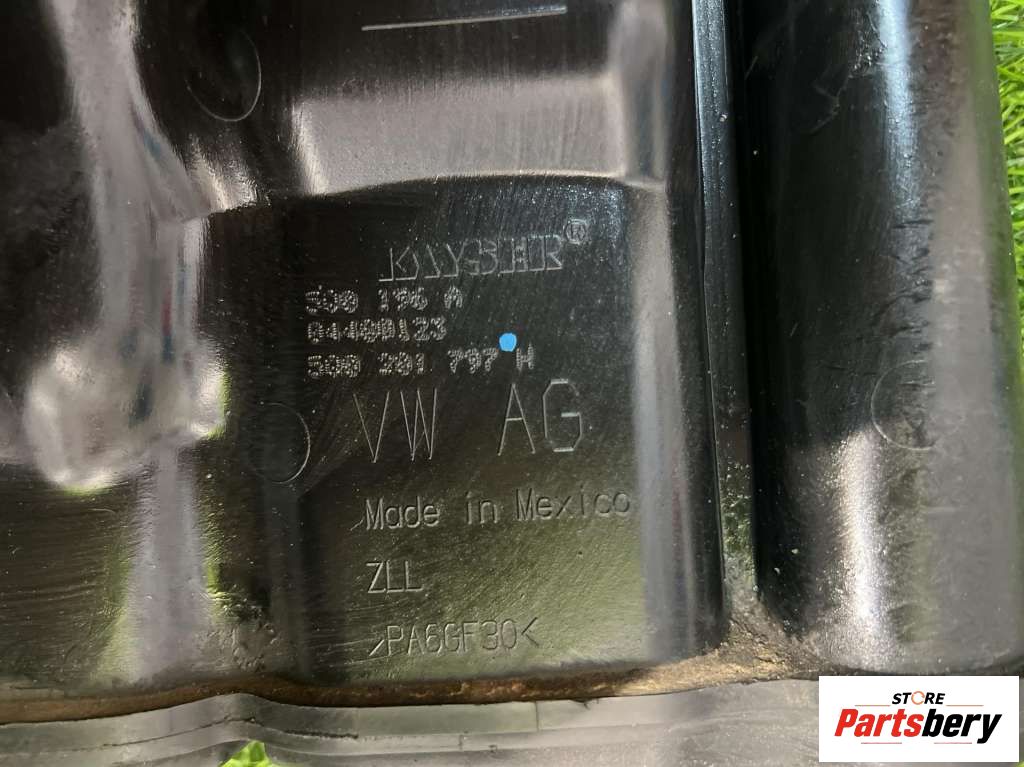 KAYSER®
5Q0 196 A
04400123
5Q0 201 797 H
VW AG
Made in Mexico
ZLL
>PA6GF30<
STORE
Partsbery